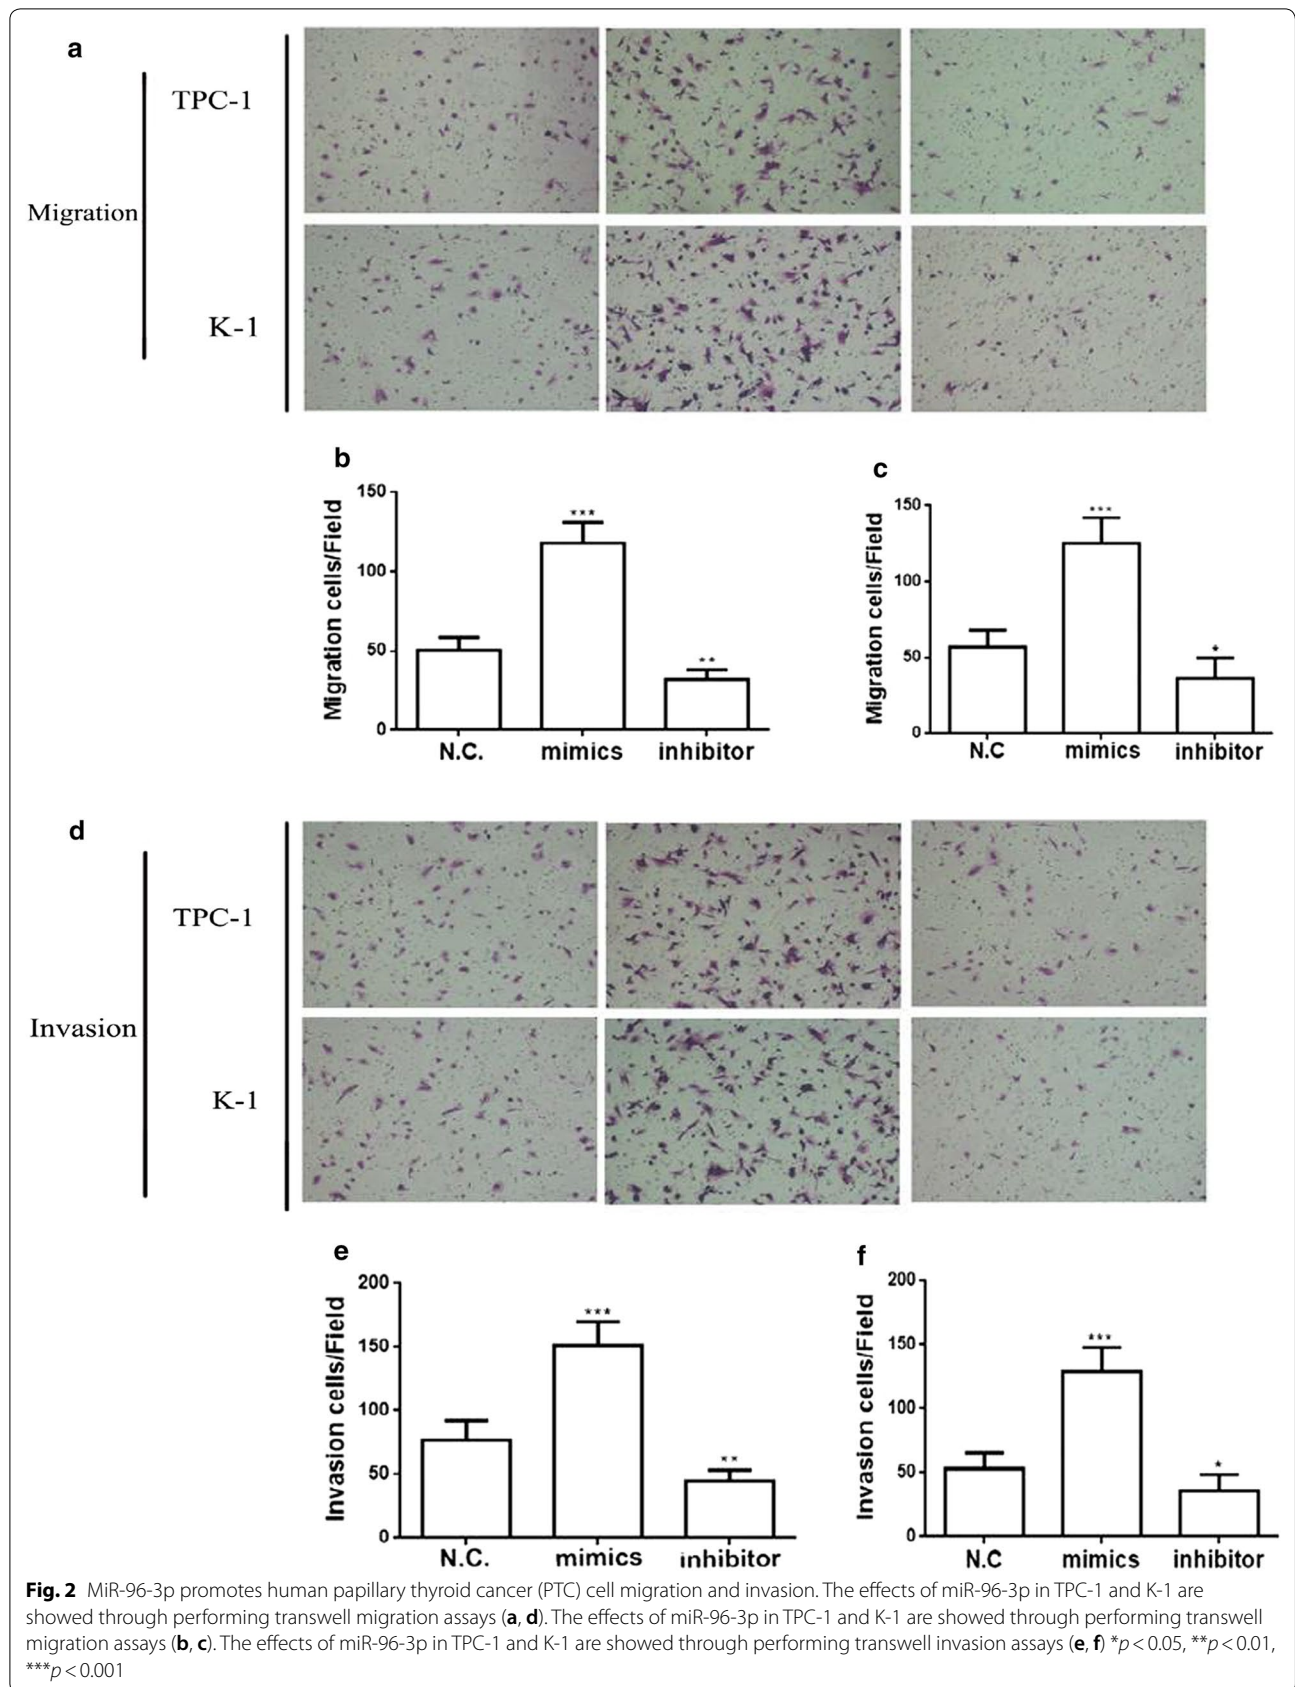 a
TPC-1
Migration
K-1
b
Migration cells/Field
150
100
50
0
***
**
N.C.
mimics
inhibitor
c
Migration cells/Field
150
100
50
0
***
*
N.C
mimics
inhibitor
d
TPC-1
Invasion
K-1
e
Invasion cells/Field
200
150
100
50
0
***
**
N.C.
mimics
inhibitor
f
Invasion cells/Field
200
150
100
50
0
***
*
N.C
mimics
inhibitor
Fig. 2 MiR-96-3p promotes human papillary thyroid cancer (PTC) cell migration and invasion. The effects of miR-96-3p in TPC-1 and K-1 are
showed through performing transwell migration assays (a, d). The effects of miR-96-3p in TPC-1 and K-1 are showed through performing transwell
migration assays (b, c). The effects of miR-96-3p in TPC-1 and K-1 are showed through performing transwell invasion assays (e, f) *p < 0.05, **p < 0.01,
***p < 0.001